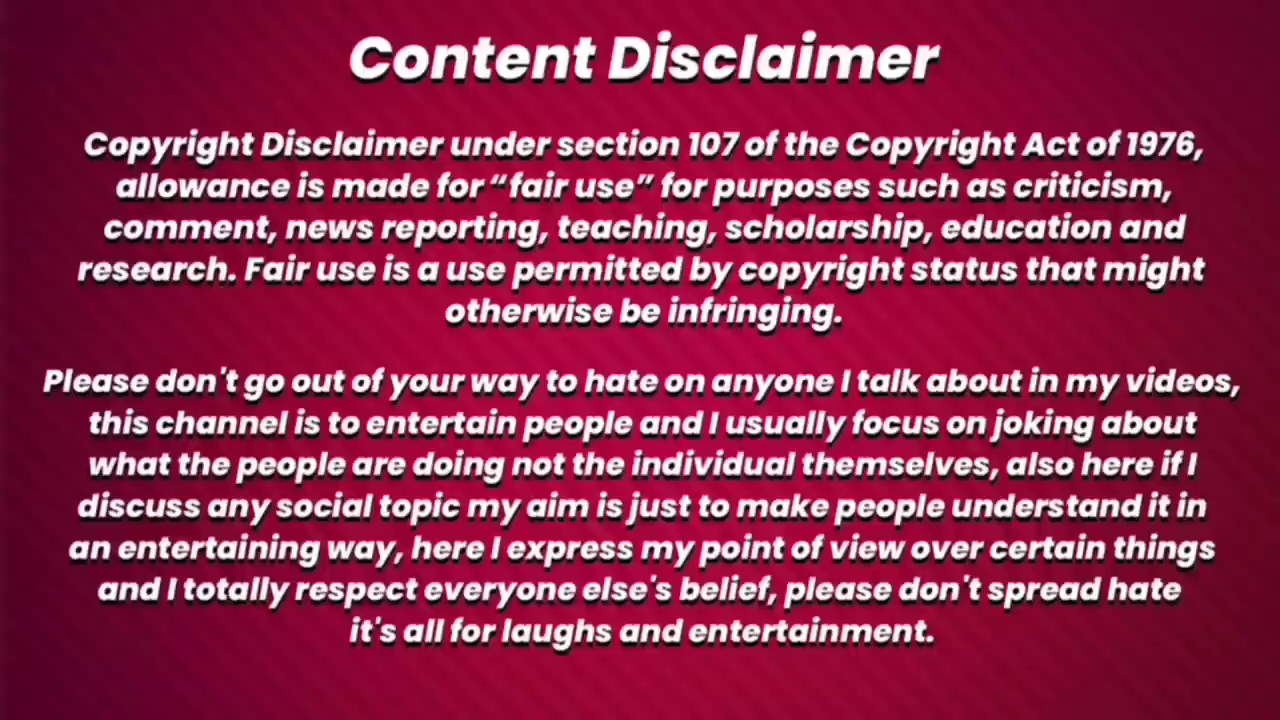 Content Disclaimer
Copyright Disclaimer under section 107 of the Copyright Act of 1976,
allowance is made for “fair use” for purposes such as criticism,
comment, news reporting, teaching, scholarship, education and
research. Fair use is a use permitted by copyright status that might
otherwise be infringing.
Please don't go out of your way to hate on anyone I talk about in my videos,
this channel is to entertain people and I usually focus on joking about
what the people are doing not the individual themselves, also here if I
discuss any social topic my aim is just to make people understand it in
an entertaining way, here I express my point of view over certain things
and I totally respect everyone else's belief, please don't spread hate
it's all for laughs and entertainment.